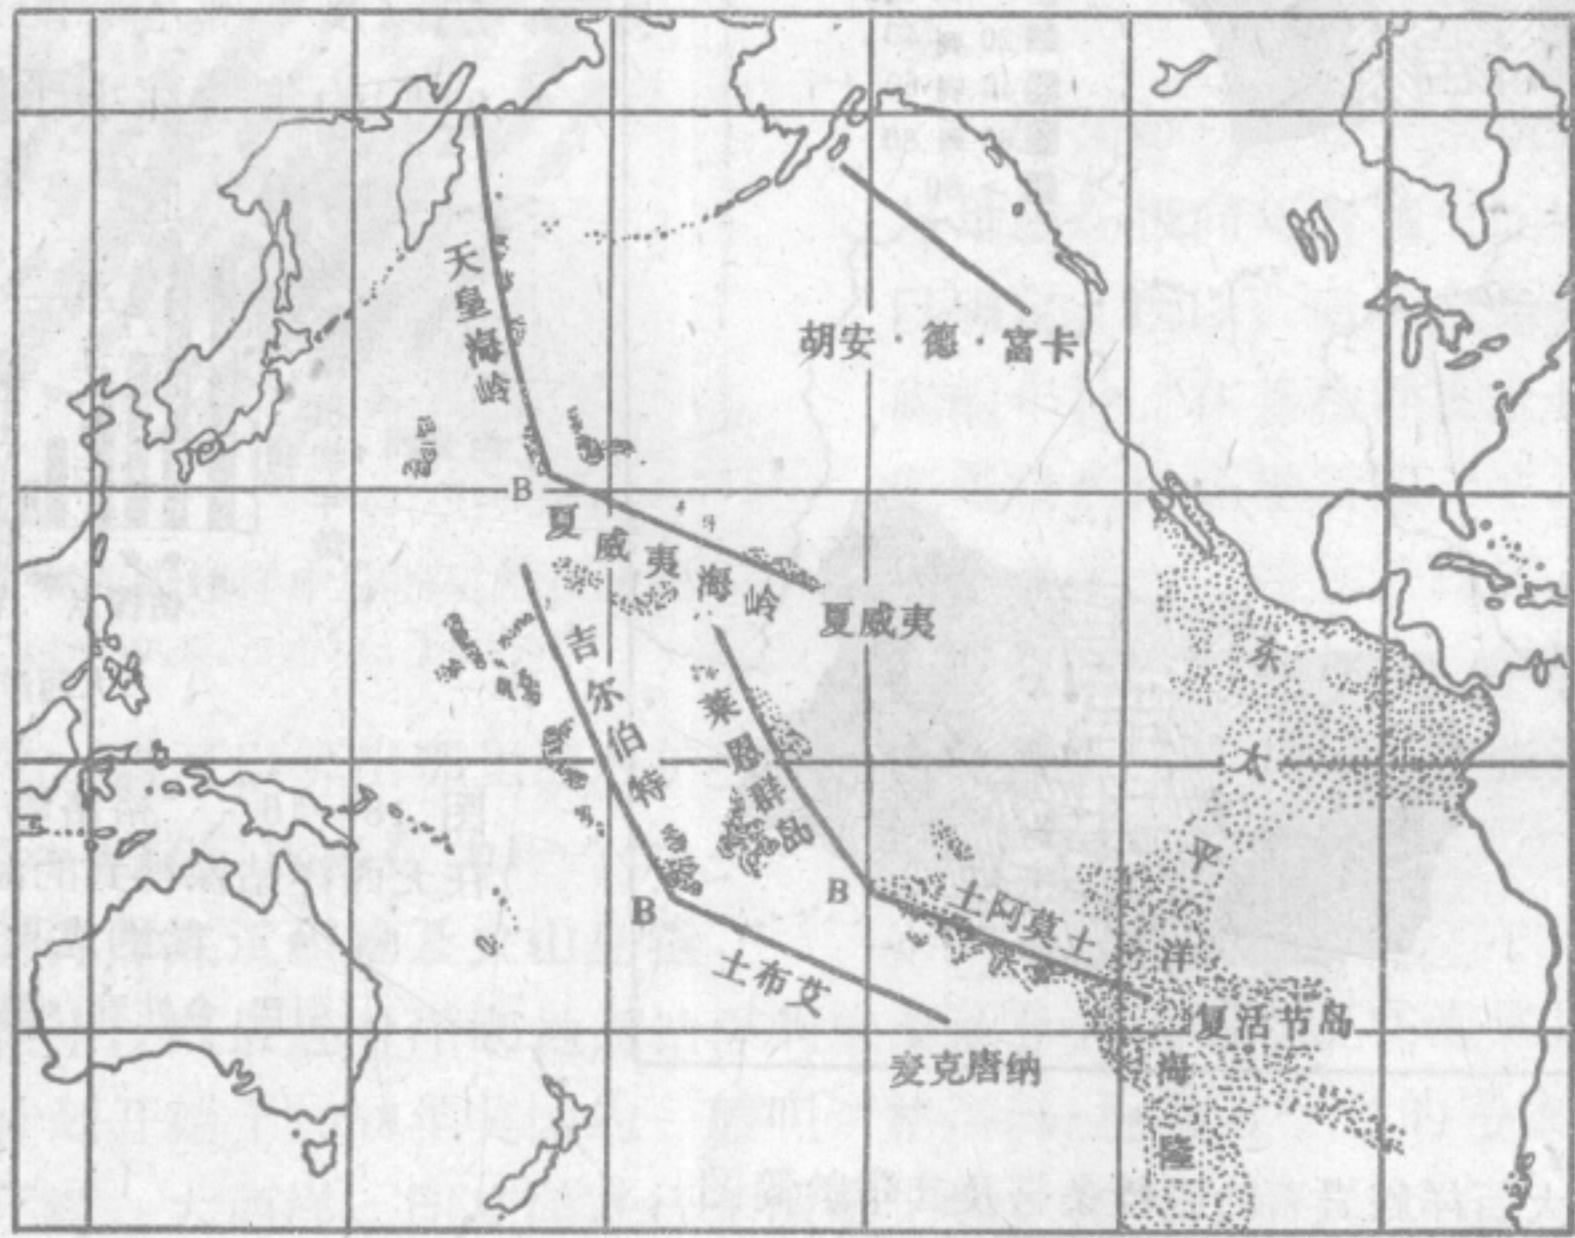 天皇海岭
胡安·德·富卡
B
夏威夷海岭
夏威夷
吉尔伯特
莱恩群岛
东太平洋海隆
B
B
土阿莫土
土布艾
复活节岛
麦克唐纳